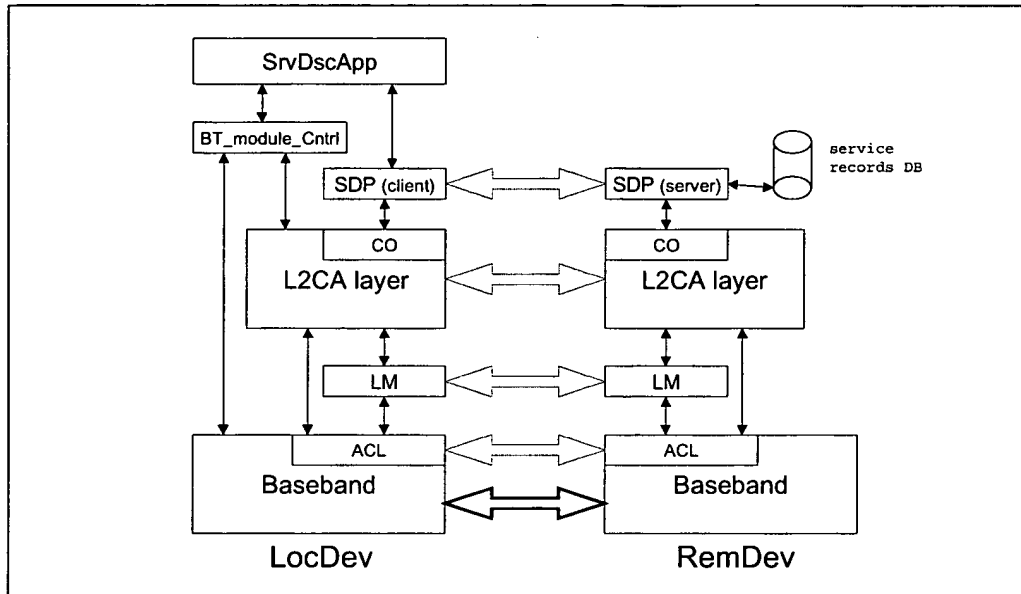 SrvDscApp
BT_module_Cntrl
service
records DB
SDP (client)
SDP (server)
CO
CO
L2CA layer
L2CA layer
LM
LM
ACL
ACL
Baseband
Baseband
LocDev
RemDev